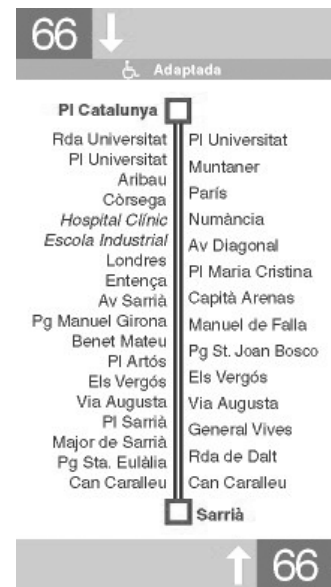 66
Adaptada
Pl Catalunya
Rda Universitat
Pl Universitat
Aribau
Còrsega
Hospital Clínic
Escola Industrial
Londres
Entença
Av Sarrià
Pg Manuel Girona
Benet Mateu
Pl Artós
Els Vergós
Via Augusta
Pl Sarrià
Major de Sarrià
Pg Sta. Eulàlia
Can Caralleu
Pl Universitat
Muntaner
París
Numància
Av Diagonal
Pl Maria Cristina
Capità Arenas
Manuel de Falla
Pg St. Joan Bosco
Els Vergós
Via Augusta
General Vives
Rda de Dalt
Can Caralleu
Sarrià
66